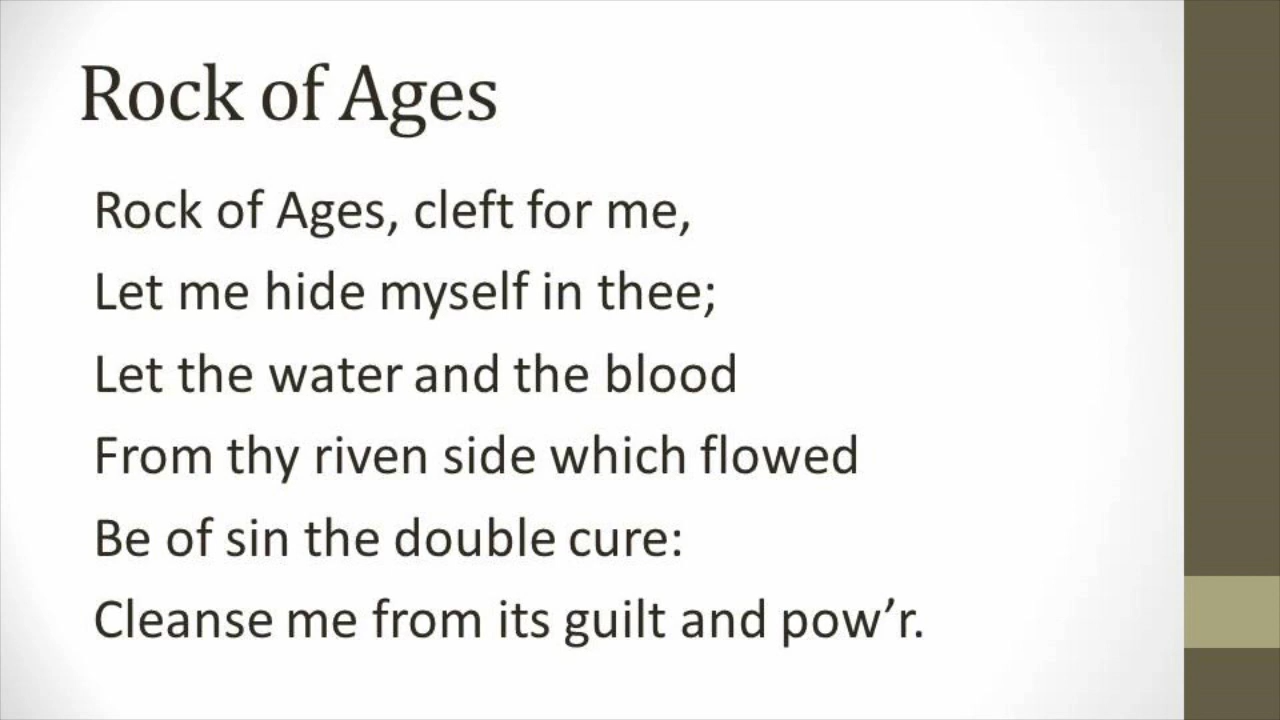 Rock of Ages
Rock of Ages, cleft for me,
Let me hide myself in thee;
Let the water and the blood
From thy riven side which flowed
Be of sin the double cure:
Cleanse me from its guilt and pow’r.